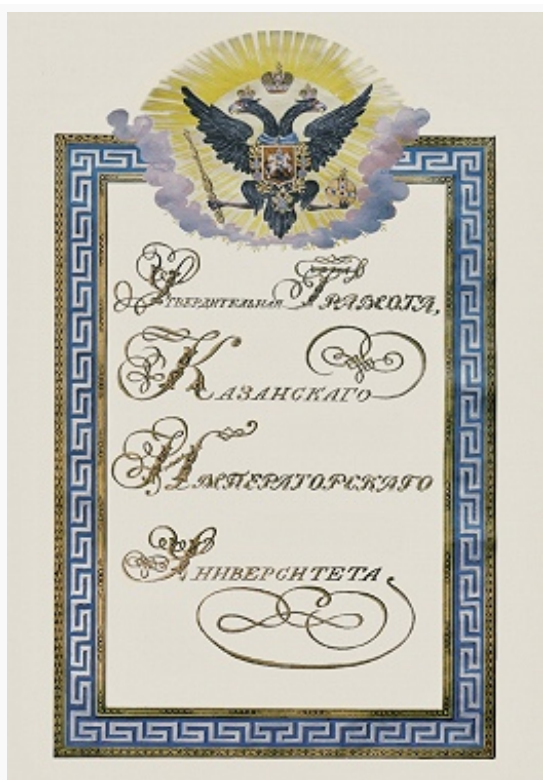 Утвердительная Грамота,
Казанскаго
Императорскаго
Университета